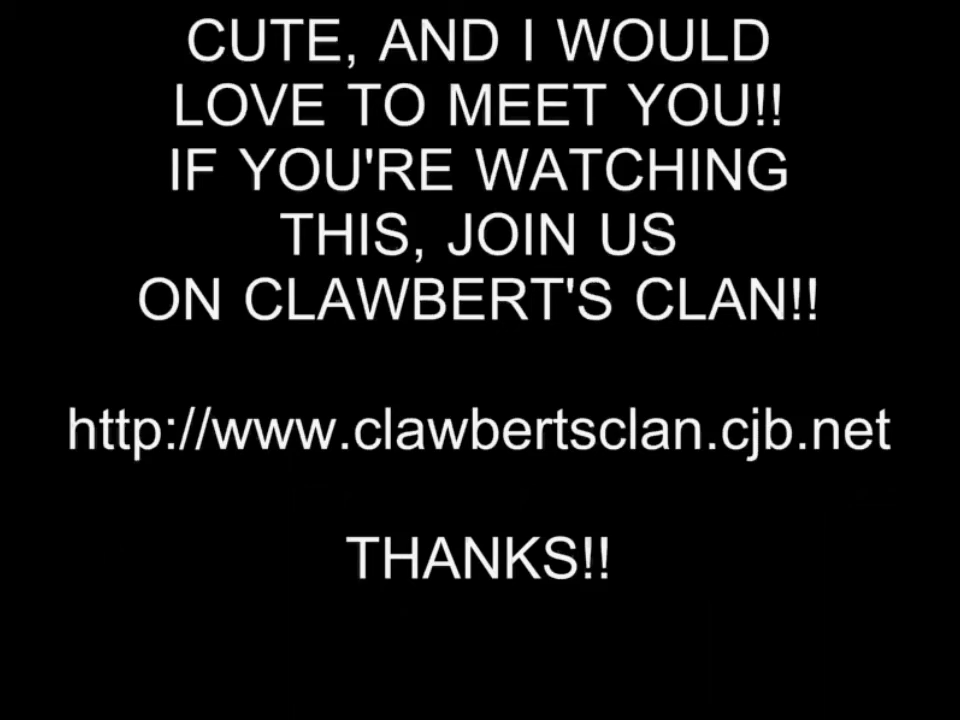 CUTE, AND I WOULD
LOVE TO MEET YOU!!
IF YOU'RE WATCHING
THIS, JOIN US
ON CLAWBERT'S CLAN!!
http://www.clawbertsclan.cjb.net
THANKS!!